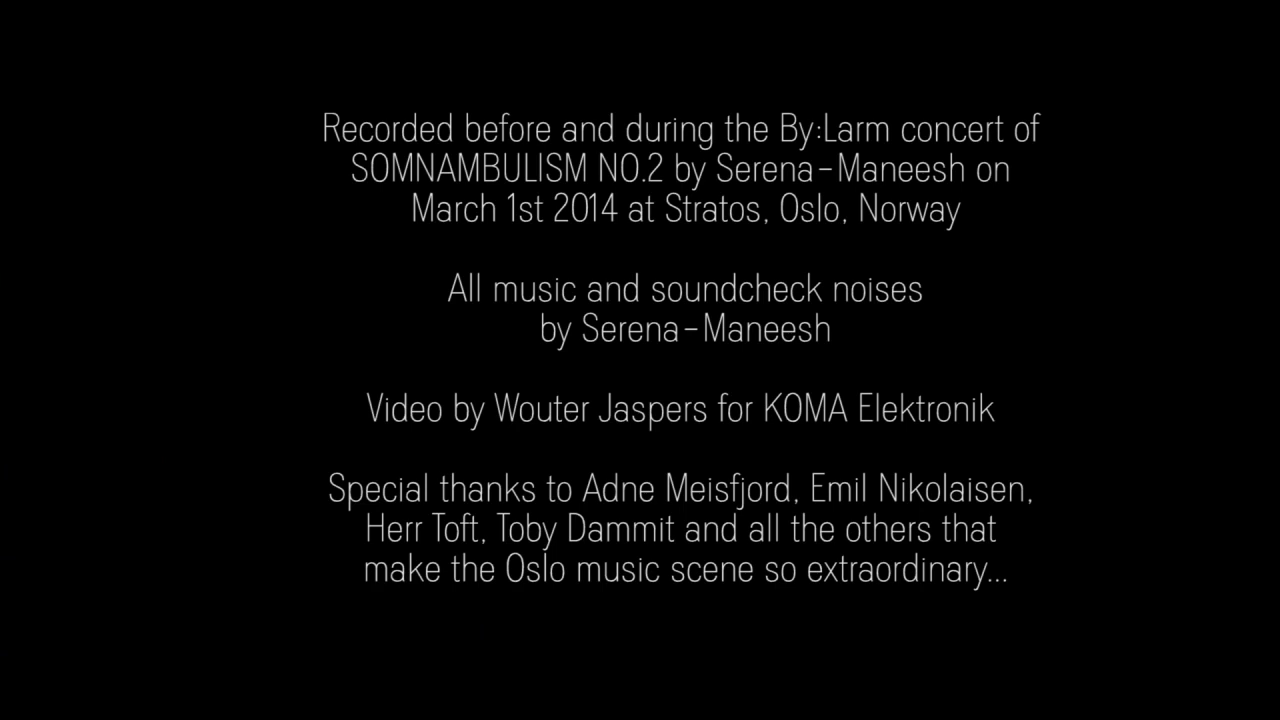 Recorded before and during the By:Larm concert of
SOMNAMBULISM NO.2 by Serena-Maneesh on
March 1st 2014 at Stratos, Oslo, Norway
All music and soundcheck noises
by Serena-Maneesh
Video by Wouter Jaspers for KOMA Elektronik
Special thanks to Adne Meisfjord, Emil Nikolaisen,
Herr Toft, Toby Dammit and all the others that
make the Oslo music scene so extraordinary...